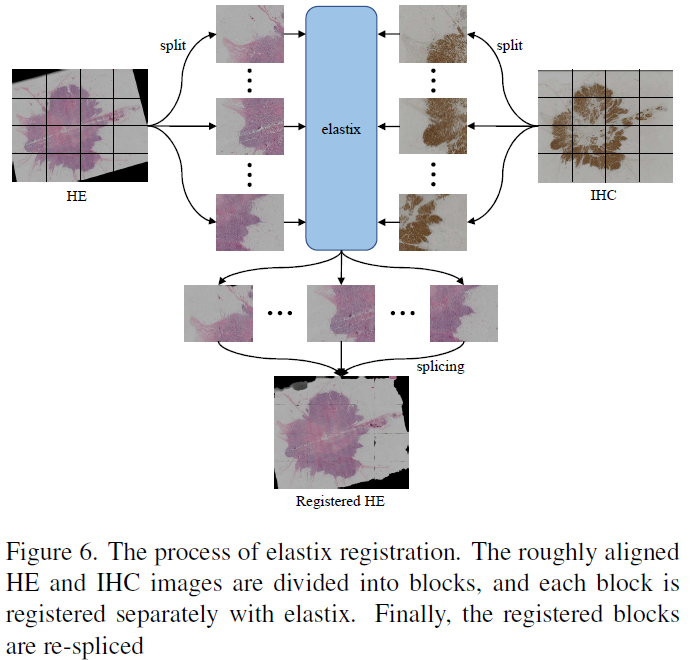 split
split
elastix
HE
IHC
splicing
Registered HE
Figure 6. The process of elastix registration. The roughly aligned
HE and IHC images are divided into blocks, and each block is
registered separately with elastix. Finally, the registered blocks
are re-spliced